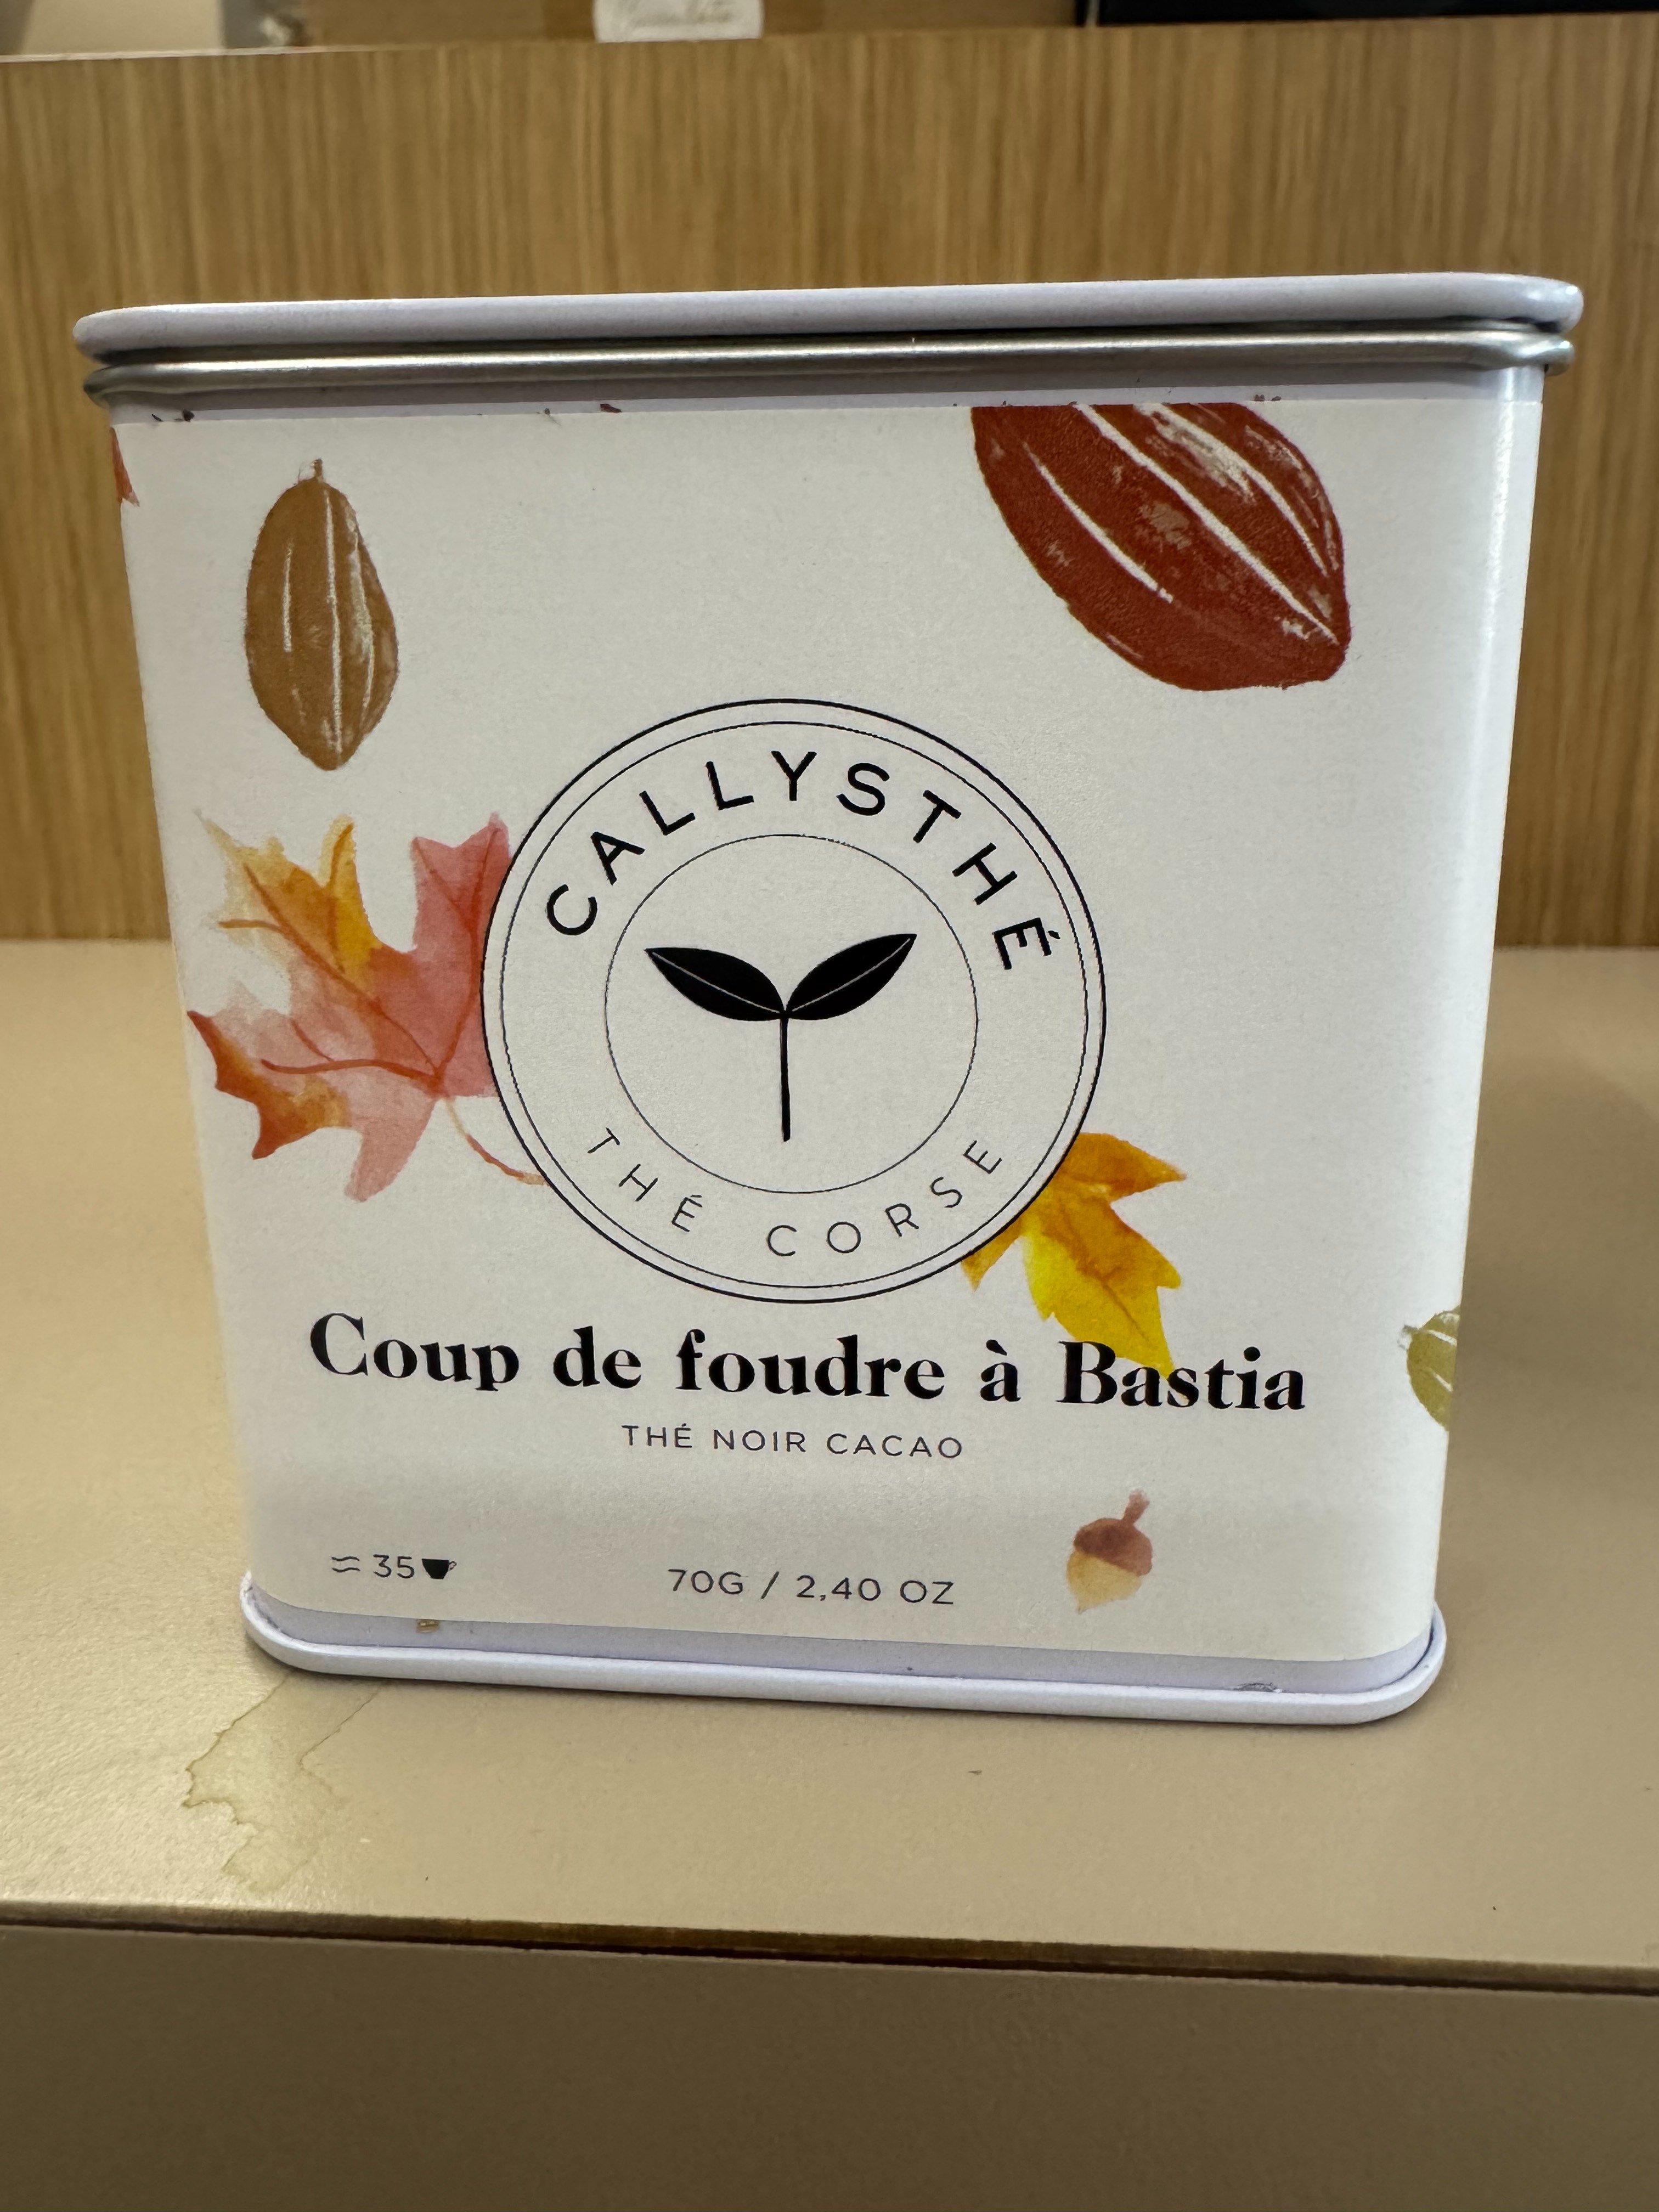 CALLYSTHÉ
THÉ CORSE
Coup de foudre à Bastia
THÉ NOIR CACAO
≈ 35
70G / 2,40 OZ